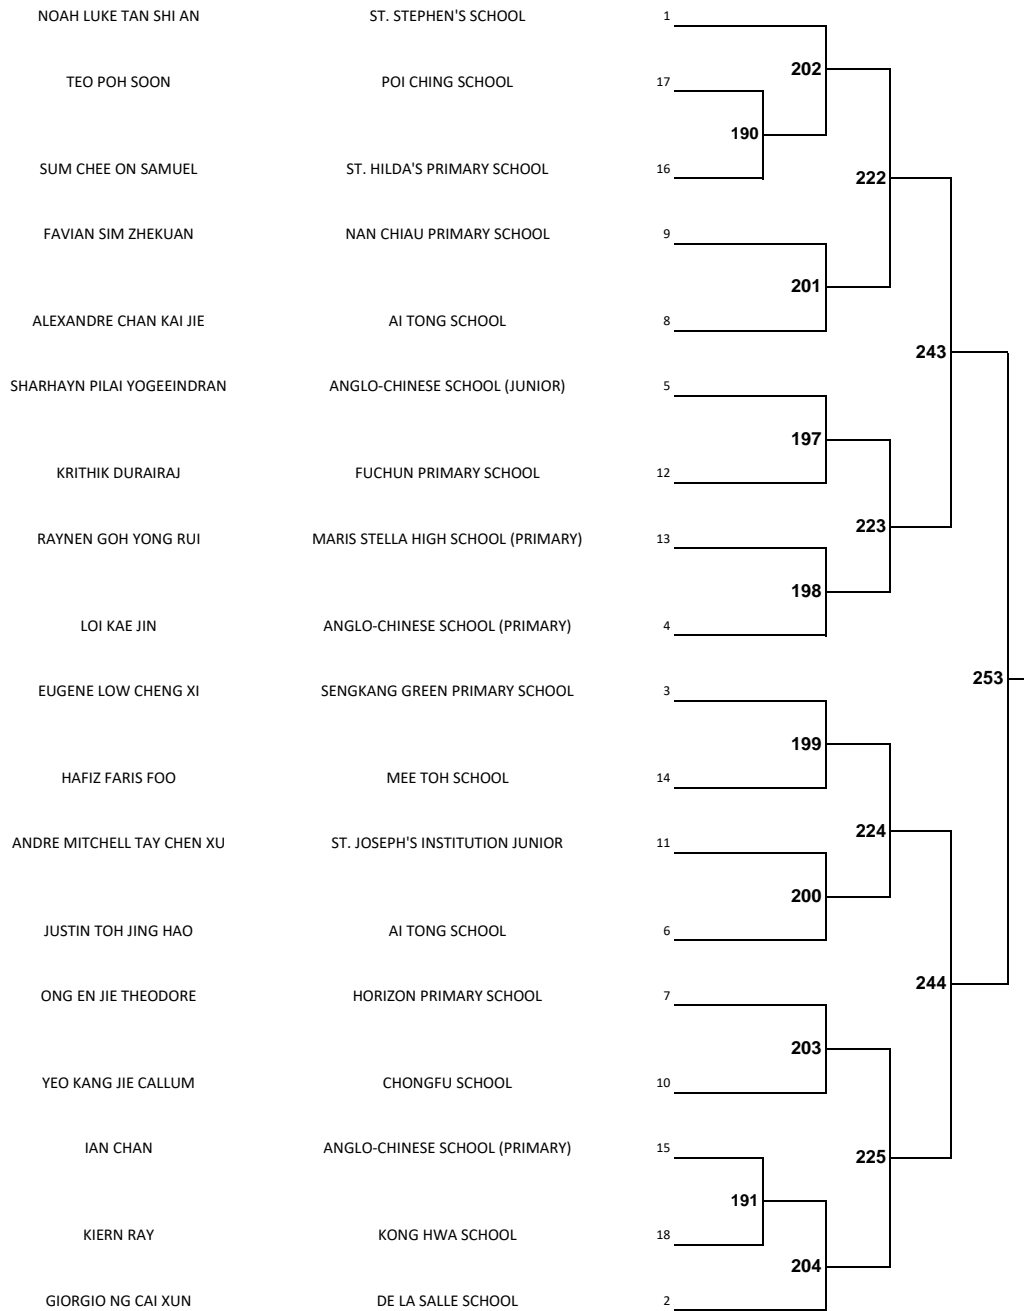 NOAH LUKE TAN SHI AN ST. STEPHEN'S SCHOOL 1
202
TEO POH SOON POI CHING SCHOOL 17
190
SUM CHEE ON SAMUEL ST. HILDA'S PRIMARY SCHOOL 16
222
FAVIAN SIM ZHEKUAN NAN CHIAU PRIMARY SCHOOL 9
201
ALEXANDRE CHAN KAI JIE AI TONG SCHOOL 8
243
SHARHAYN PILAI YOGEEINDRAN ANGLO-CHINESE SCHOOL (JUNIOR) 5
197
KRITHIK DURAIRAJ FUCHUN PRIMARY SCHOOL 12
223
RAYNEN GOH YONG RUI MARIS STELLA HIGH SCHOOL (PRIMARY) 13
198
LOI KAE JIN ANGLO-CHINESE SCHOOL (PRIMARY) 4
253
EUGENE LOW CHENG XI SENGKANG GREEN PRIMARY SCHOOL 3
199
HAFIZ FARIS FOO MEE TOH SCHOOL 14
224
ANDRE MITCHELL TAY CHEN XU ST. JOSEPH'S INSTITUTION JUNIOR 11
200
JUSTIN TOH JING HAO AI TONG SCHOOL 6
244
ONG EN JIE THEODORE HORIZON PRIMARY SCHOOL 7
203
YEO KANG JIE CALLUM CHONGFU SCHOOL 10
IAN CHAN ANGLO-CHINESE SCHOOL (PRIMARY) 15
225
191
KIERN RAY KONG HWA SCHOOL 18
204
GIORGIO NG CAI XUN DE LA SALLE SCHOOL 2